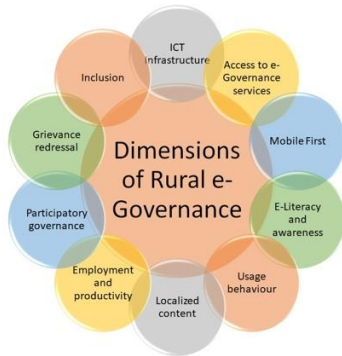 Dimensions
of Rural e-
Governance
ICT
infrastructure
Access to e-
Governance
services
Mobile First
E-Literacy
and
awareness
Usage
behaviour
Localized
content
Employment
and
productivity
Participatory
governance
Grievance
redressal
Inclusion